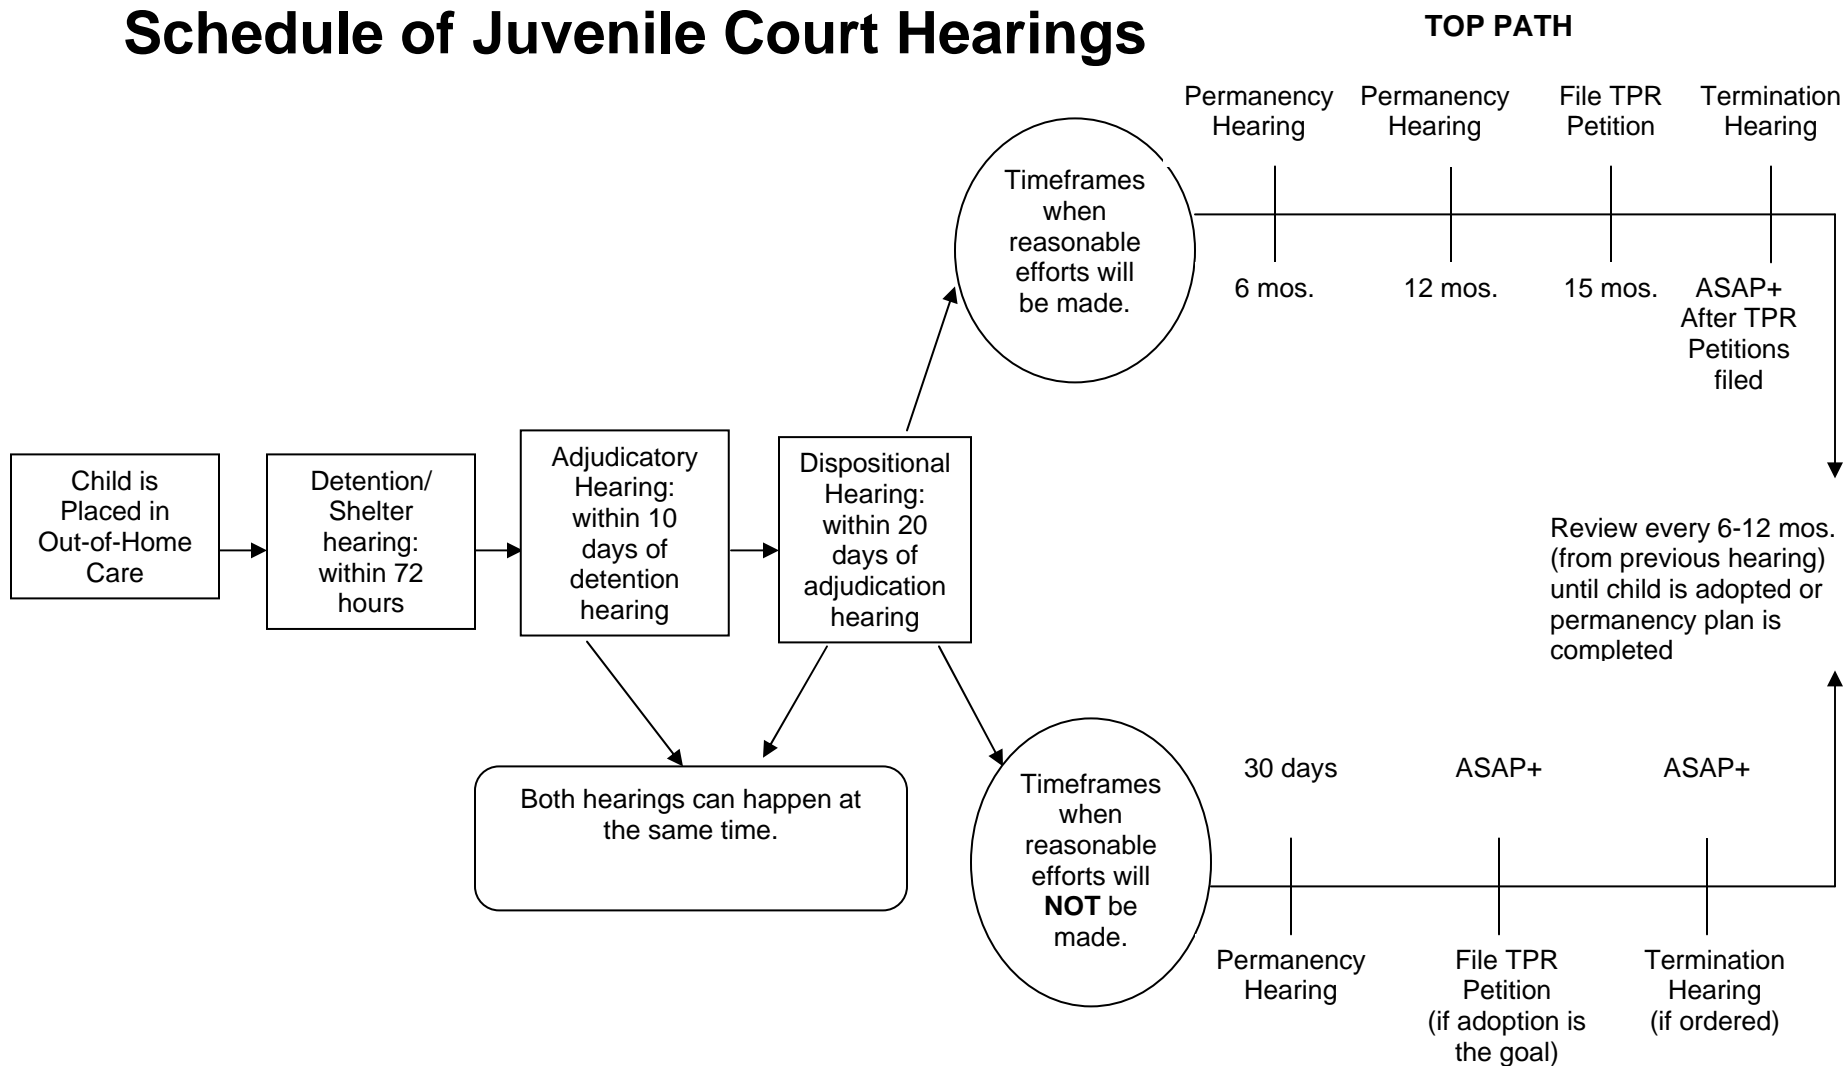 Schedule of Juvenile Court Hearings
TOP PATH
Permanency
Hearing
Permanency
Hearing
File TPR
Petition
Termination
Hearing
Timeframes
when
reasonable
efforts will
be made.
6 mos.
12 mos.
15 mos.
ASAP+
After TPR
Petitions
filed
Child is
Placed in
Out-of-Home
Care
Detention/
Shelter
hearing:
within 72
hours
Adjudicatory
Hearing:
within 10
days of
detention
hearing
Dispositional
Hearing:
within 20
days of
adjudication
hearing
Review every 6-12 mos.
(from previous hearing)
until child is adopted or
permanency plan is
completed
Both hearings can happen at
the same time.
Timeframes
when
reasonable
efforts will
NOT be
made.
30 days
ASAP+
ASAP+
Permanency
Hearing
File TPR
Petition
(if adoption is
the goal)
Termination
Hearing
(if ordered)